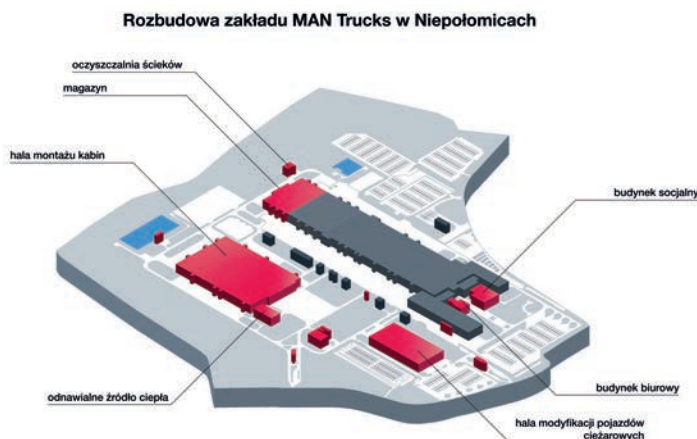 Rozbudowa zakładu MAN Trucks w Niepołomicach
oczyszczalnia ścieków
magazyn
hala montażu kabin
budynek socjalny
odnawialne źródło ciepła
budynek biurowy
hala modyfikacji pojazdów
ciężarowych